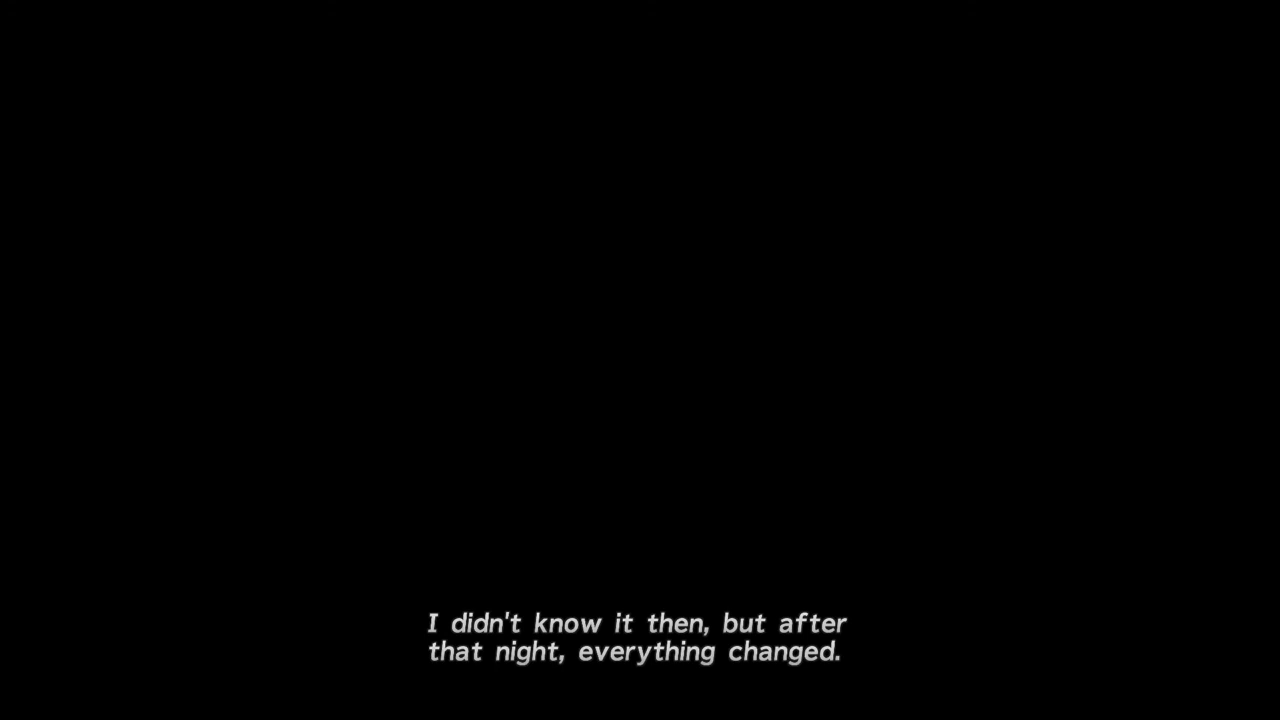 I didn't know it then, but after
that night, everything changed.